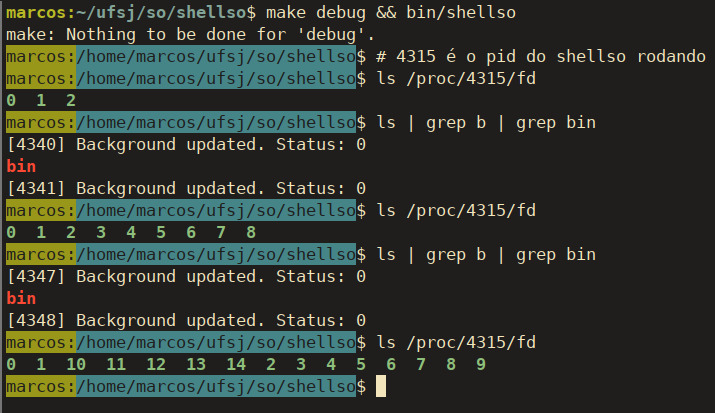 marcos:~/ufsj/so/shellso$ make debug && bin/shellso
make: Nothing to be done for 'debug'.
marcos:/home/marcos/ufsj/so/shellso$ # 4315 é o pid do shellso rodando
marcos:/home/marcos/ufsj/so/shellso$ ls /proc/4315/fd
0  1  2
marcos:/home/marcos/ufsj/so/shellso$ ls | grep b | grep bin
[4340] Background updated. Status: 0
bin
[4341] Background updated. Status: 0
marcos:/home/marcos/ufsj/so/shellso$ ls /proc/4315/fd
0  1  2  3  4  5  6  7  8
marcos:/home/marcos/ufsj/so/shellso$ ls | grep b | grep bin
[4347] Background updated. Status: 0
bin
[4348] Background updated. Status: 0
marcos:/home/marcos/ufsj/so/shellso$ ls /proc/4315/fd
0  1  10  11  12  13  14  2  3  4  5  6  7  8  9
marcos:/home/marcos/ufsj/so/shellso$